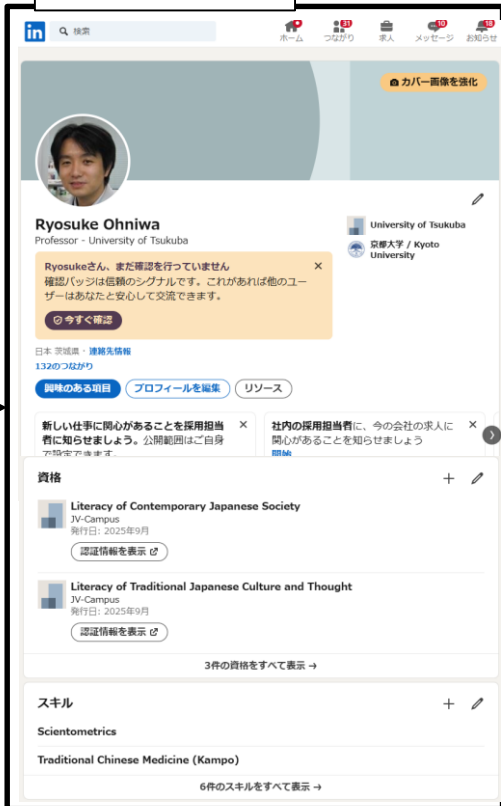 in
検索
31
10
18
ホーム
つながり
求人
メッセージ
お知らせ
カバー画像を強化
Ryosuke Ohniwa
Professor - University of Tsukuba
University of Tsukuba
京都大学 / Kyoto
University
Ryosukeさん、まだ確認を行っていません
確認バッジは信頼のシグナルです。これがあれば他のユー
ザーはあなたと安心して交流できます。
今すぐ確認
日本 茨城県・連絡先情報
132のつながり
興味のある項目
プロフィールを編集
リソース
新しい仕事に関心があることを採用担当
者に知らせましょう。公開範囲はご自身
で設定できます。
社内の採用担当者に、今の会社の求人に
関心があることを知らせましょう
開始
資格
Literacy of Contemporary Japanese Society
JV-Campus
発行日: 2025年9月
認証情報を表示
Literacy of Traditional Japanese Culture and Thought
JV-Campus
発行日: 2025年9月
認証情報を表示
3件の資格をすべて表示 →
スキル
Scientometrics
Traditional Chinese Medicine (Kampo)
6件のスキルをすべて表示 →